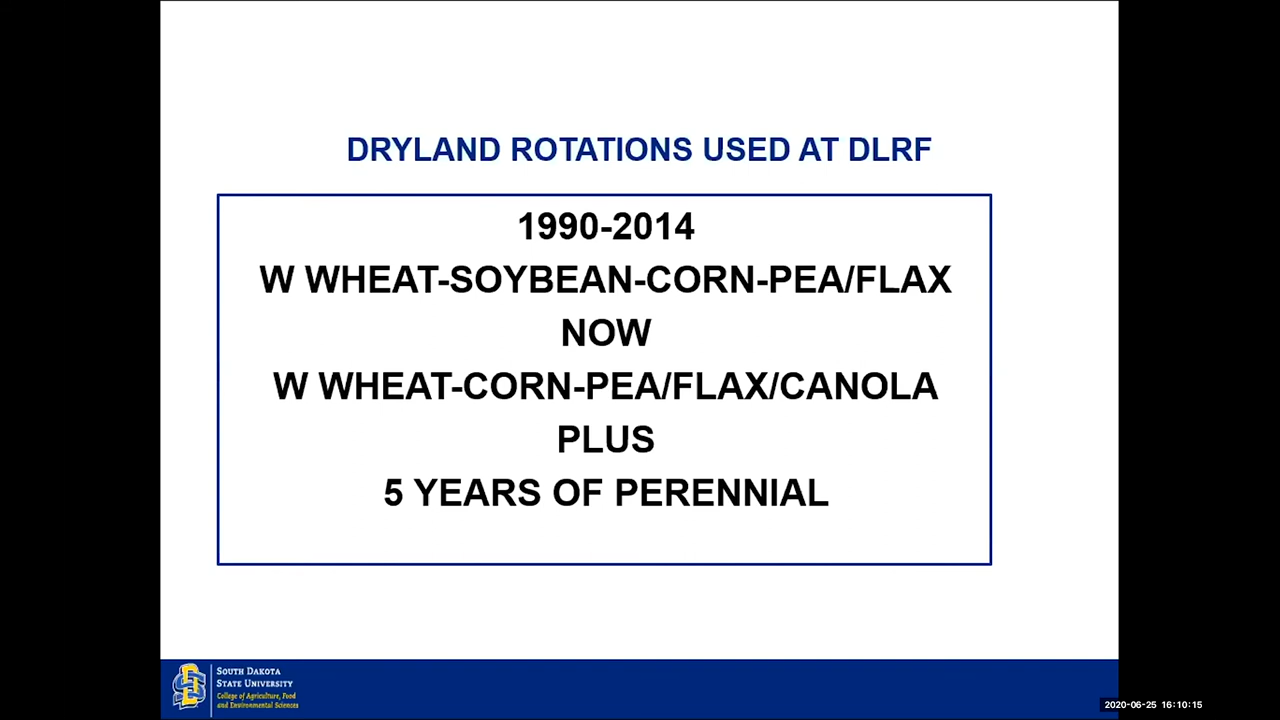 DRYLAND ROTATIONS USED AT DLRF
1990-2014
W WHEAT-SOYBEAN-CORN-PEA/FLAX
NOW
W WHEAT-CORN-PEA/FLAX/CANOLA
PLUS
5 YEARS OF PERENNIAL
SOUTH DAKOTA
STATE UNIVERSITY
College of Agriculture, Food
and Environmental Sciences
2020-06-25 16:10:15